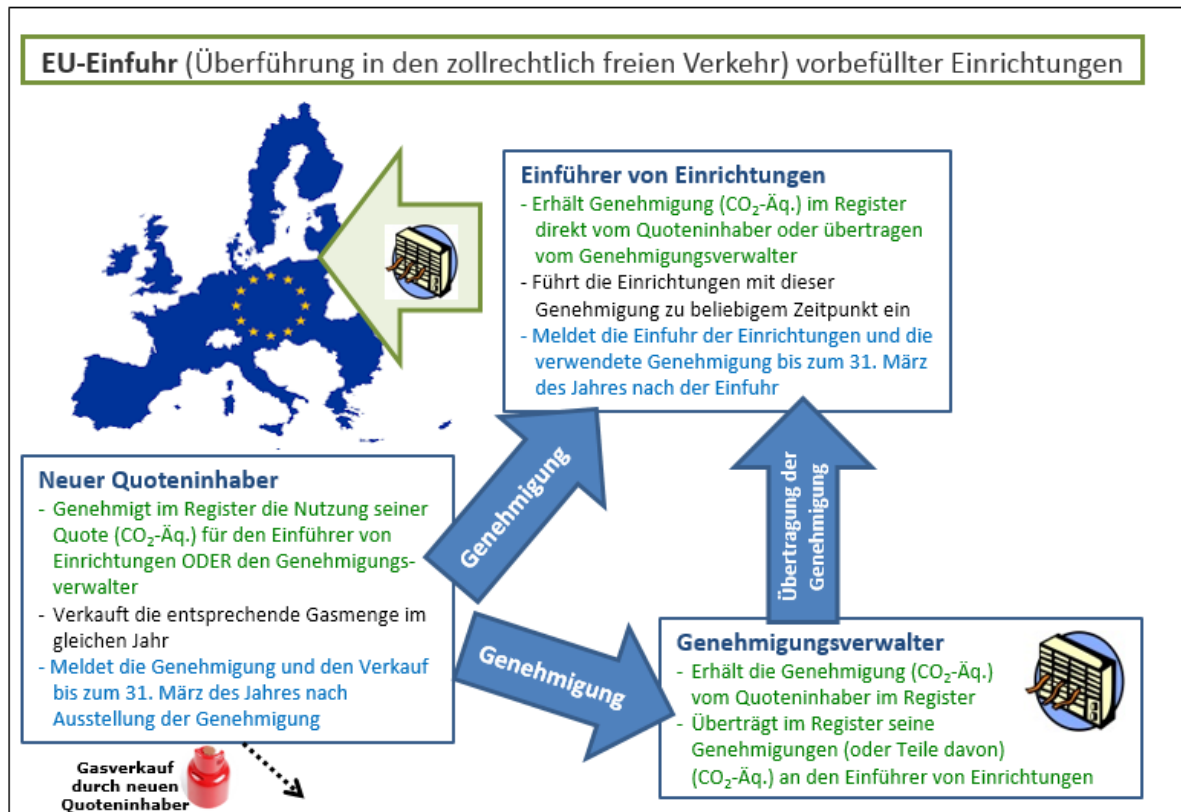 EU-Einfuhr (Überführung in den zollrechtlich freien Verkehr) vorbefüllter Einrichtungen
Einführer von Einrichtungen
- Erhält Genehmigung (CO₂-Äq.) im Register
direkt vom Quoteninhaber oder übertragen
vom Genehmigungsverwalter
- Führt die Einrichtungen mit dieser
Genehmigung zu beliebigem Zeitpunkt ein
- Meldet die Einfuhr der Einrichtungen und die
verwendete Genehmigung bis zum 31. März
des Jahres nach der Einfuhr
Neuer Quoteninhaber
- Genehmigt im Register die Nutzung seiner
Quote (CO₂-Äq.) für den Einführer von
Einrichtungen ODER den Genehmigungs-
verwalter
- Verkauft die entsprechende Gasmenge im
gleichen Jahr
- Meldet die Genehmigung und den Verkauf
bis zum 31. März des Jahres nach
Ausstellung der Genehmigung
Genehmigung
Genehmigung
Übertragung der
Genehmigung
Genehmigungsverwalter
- Erhält die Genehmigung (CO₂-Äq.)
vom Quoteninhaber im Register
- Überträgt im Register seine
Genehmigungen (oder Teile davon)
(CO₂-Äq.) an den Einführer von Einrichtungen
Gasverkauf
durch neuen
Quoteninhaber